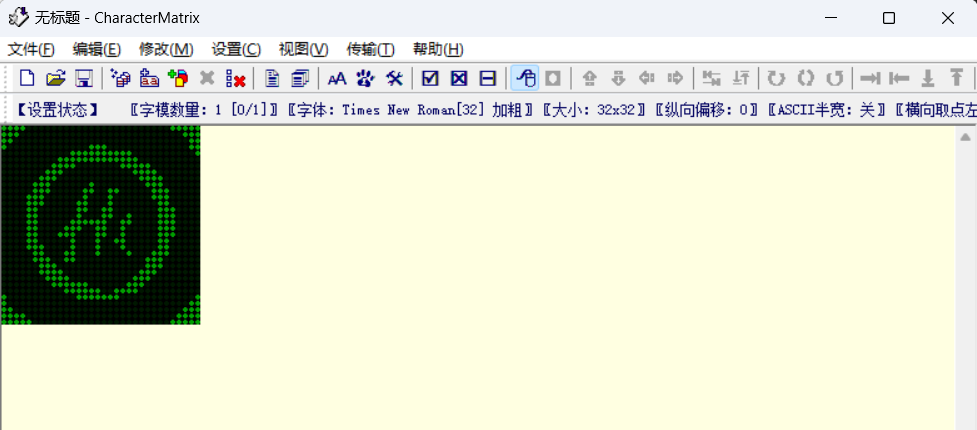 无标题 - CharacterMatrix
文件(F) 编辑(E) 修改(M) 设置(C) 视图(V) 传输(T) 帮助(H)
AA
【设置状态】 〖字模数量: 1 [0/1]〗〖字体: Times New Roman[32] 加粗〗〖大小: 32x32〗〖纵向偏移: 0〗〖ASCII半宽: 关〗〖横向取点左